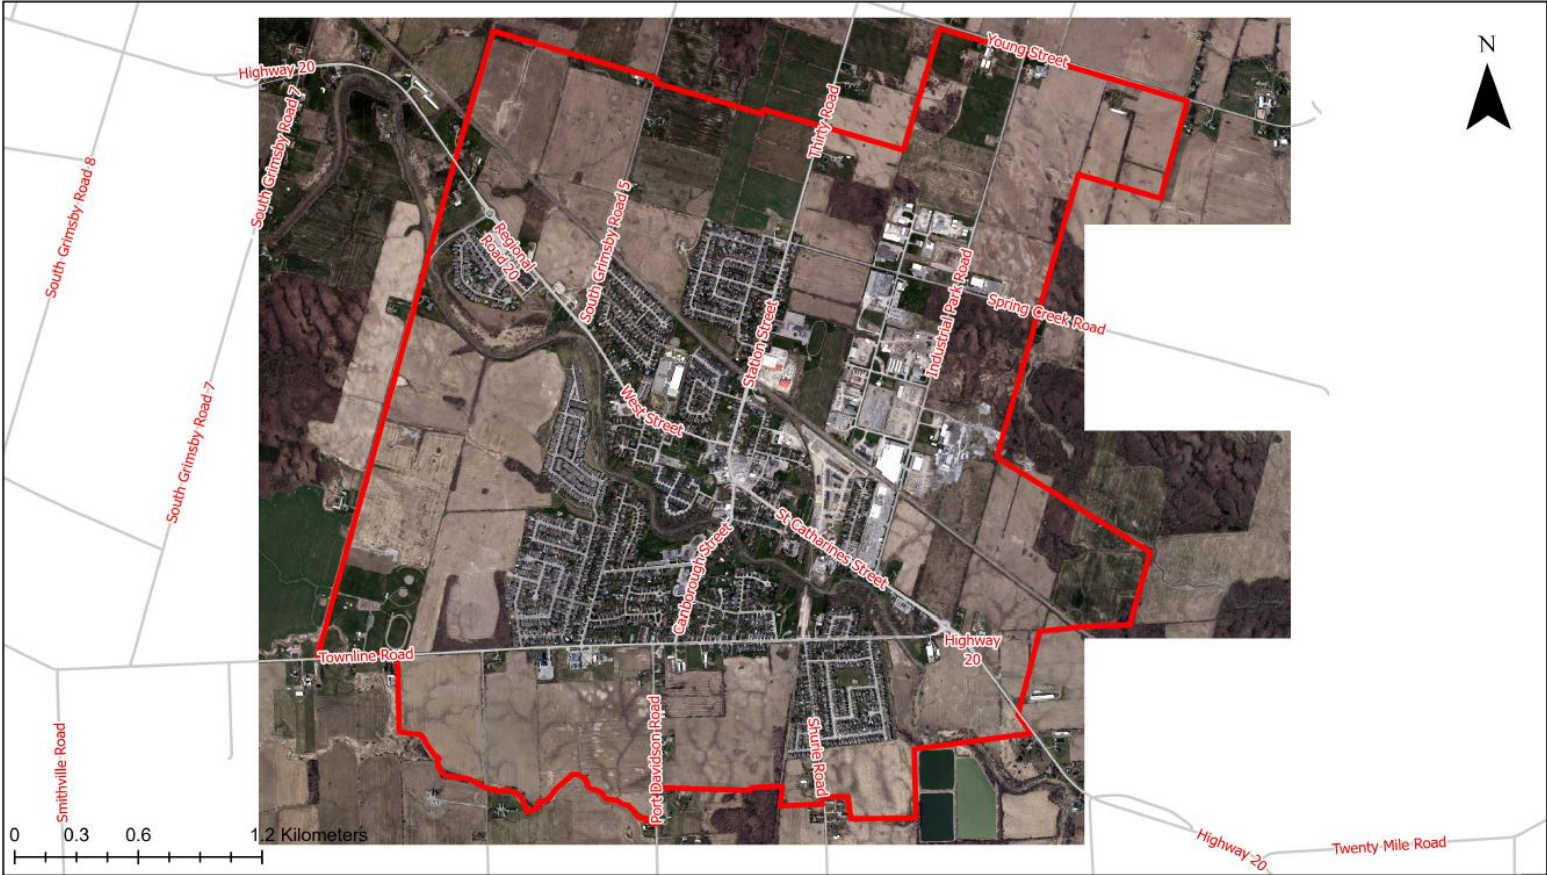 N
Young Street
Highway 20
South Grimsby Road 7
Thirty Road
South Grimsby Road 8
South Grimsby Road 5
Regional
Road 20
Industrial Park Road
Spring Creek Road
Station Street
West Street
South Grimsby Road 7
St Catharines Street
Canborough Street
Highway
20
Townline Road
Smithville Road
Port Davidson Road
Shurie Road
0 0.3 0.6 1.2 Kilometers
Highway 20
Twenty Mile Road